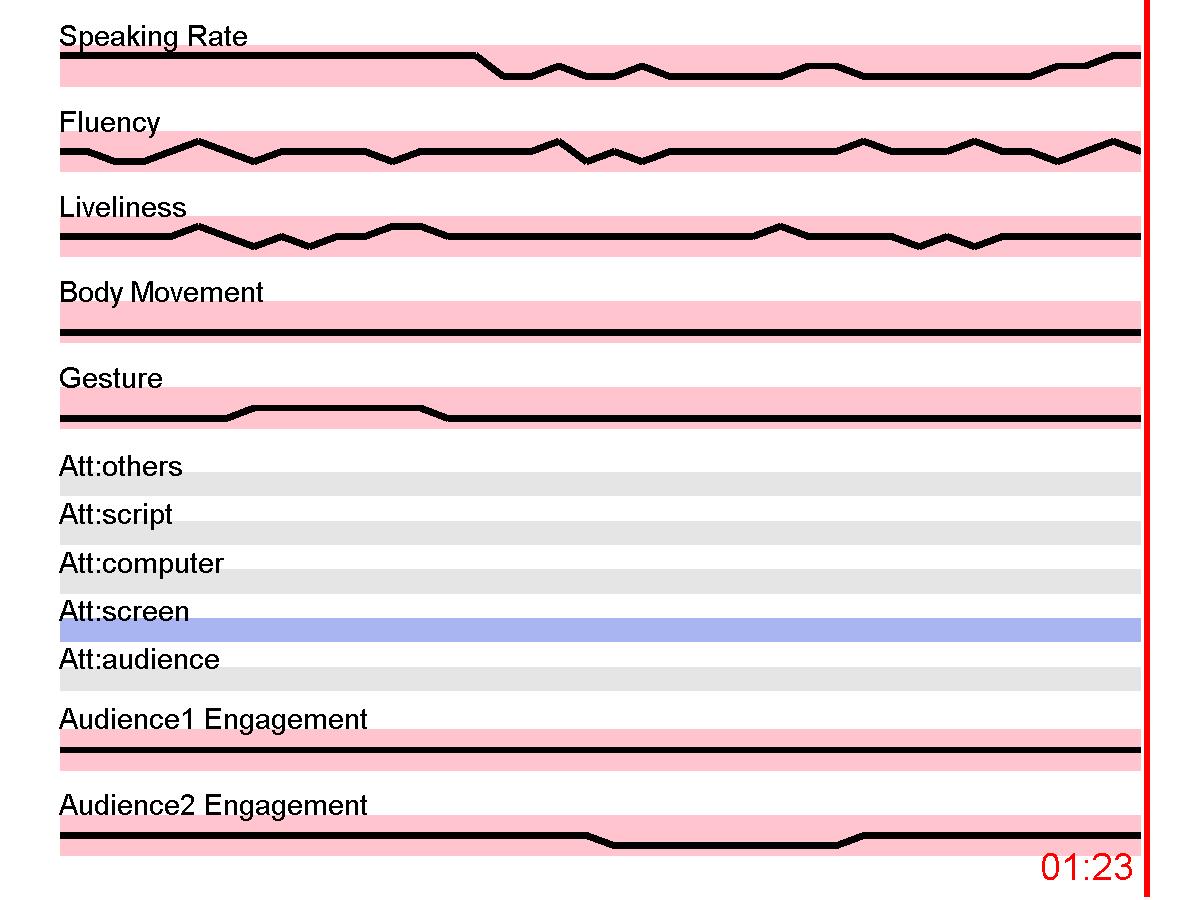 Speaking Rate
Fluency
Liveliness
Body Movement
Gesture
Att:others
Att:script
Att:computer
Att:screen
Att:audience
Audience1 Engagement
Audience2 Engagement
01:23